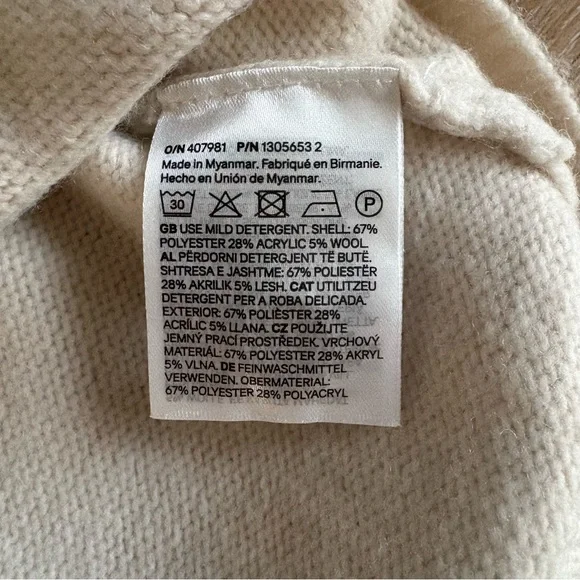 O/N 407981 P/N 1305653 2
Made in Myanmar. Fabriqué en Birmanie.
Hecho en Unión de Myanmar.
30 P
GB USE MILD DETERGENT. SHELL: 67%
POLYESTER 28% ACRYLIC 5% WOOL.
AL PËRDORNI DETERGJENT TË BUTË.
SHTRESA E JASHTME: 67% POLIESTËR
28% AKRILIK 5% LESH. CAT UTILITZEU
DETERGENT PER A ROBA DELICADA.
EXTERIOR: 67% POLIÈSTER 28%
ACRÍLIC 5% LLANA. CZ POUŽIJTE
JEMNÝ PRACÍ PROSTŘEDEK. VRCHOVÝ
MATERIÁL: 67% POLYESTER 28% AKRYL
5% VLNA. DE FEINWASCHMITTEL
VERWENDEN. OBERMATERIAL:
67% POLYESTER 28% POLYACRYL